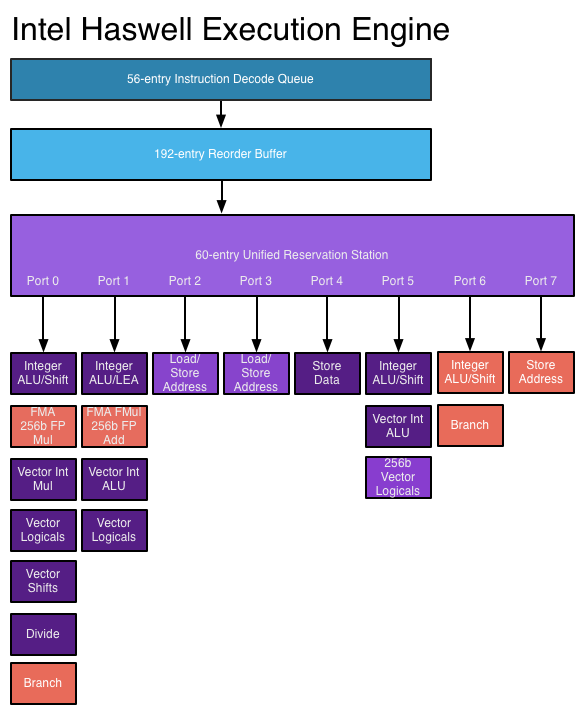 Intel Haswell Execution Engine
56-entry Instruction Decode Queue
192-entry Reorder Buffer
60-entry Unified Reservation Station
Port 0
Port 1
Port 2
Port 3
Port 4
Port 5
Port 6
Port 7
Integer
ALU/Shift
Integer
ALU/LEA
Load/
Store
Address
Load/
Store
Address
Store
Data
Integer
ALU/Shift
Integer
ALU/Shift
Store
Address
FMA
256b FP
Mul
FMA FMul
256b FP
Add
Vector Int
ALU
Branch
Vector Int
Mul
Vector Int
ALU
256b
Vector
Logicals
Vector
Logicals
Vector
Logicals
Vector
Shifts
Divide
Branch